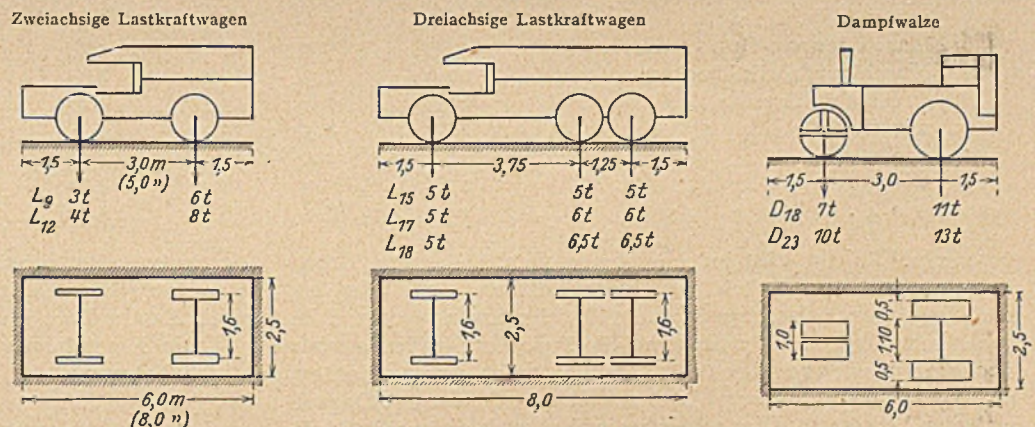 Zweiachsige Lastkraftwagen
1,5 3,0 m 1,5
(5,0 »)
L9 3t 6t
L12 4t 8t
1,6
2,5
6,0 m
(8,0 »)
Dreiachsige Lastkraftwagen
1,5 3,75 1,25 1,5
L15 5t 5t 5t
L17 5t 6t 6t
L18 5t 6,5t 6,5t
1,6
2,5
1,6
8,0
Dampfwalze
1,5 3,0 1,5
D18 7t 11t
D23 10t 13t
1,0
0,5
1,10
0,5
2,5
6,0